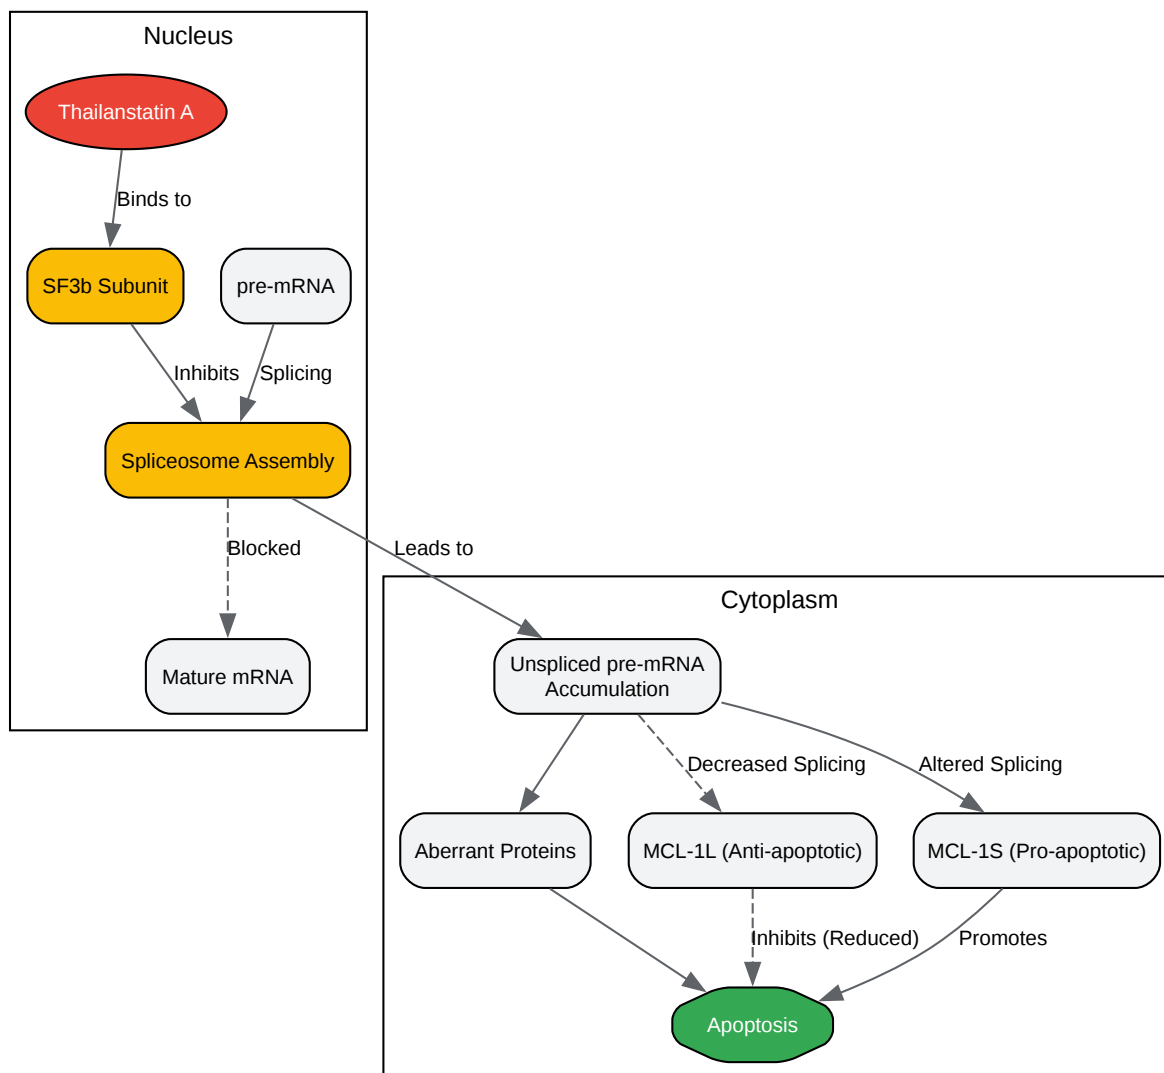 Nucleus
Thailanstatin A
Binds to
SF3b Subunit
pre-mRNA
Inhibits
Splicing
Spliceosome Assembly
Blocked
Leads to
Mature mRNA
Cytoplasm
Unspliced pre-mRNA
Accumulation
Decreased Splicing
Altered Splicing
Aberrant Proteins
MCL-1L (Anti-apoptotic)
MCL-1S (Pro-apoptotic)
Inhibits (Reduced)
Promotes
Apoptosis